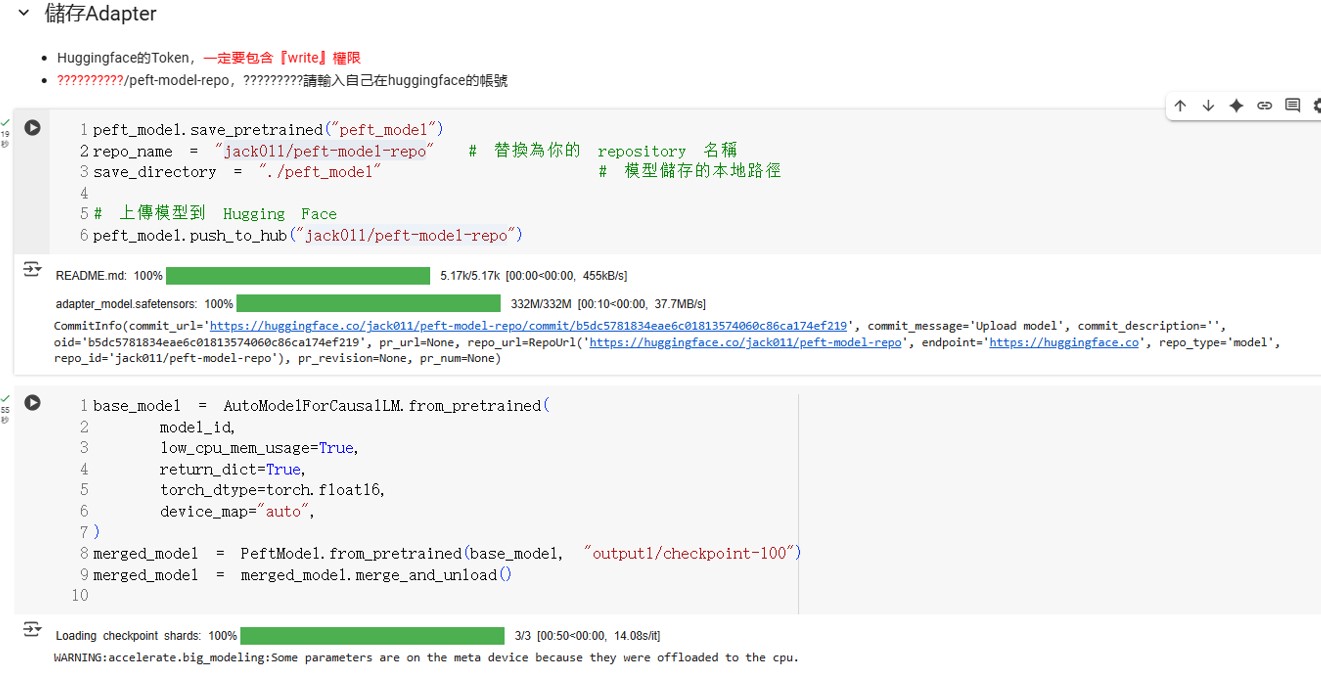 儲存Adapter
Huggingface的Token，一定要包含『write』權限
??????????/peft-model-repo，?????????請輸入自己在huggingface的帳號
19
秒
1 peft_model.save_pretrained("peft_model")
2 repo_name = "jack011/peft-model-repo" # 替換為你的 repository 名稱
3 save_directory = "./peft_model" # 模型儲存的本地路徑
4
5 # 上傳模型到 Hugging Face
6 peft_model.push_to_hub("jack011/peft-model-repo")
README.md: 100% 5.17k/5.17k [00:00<00:00, 455kB/s]
adapter_model.safetensors: 100% 332M/332M [00:10<00:00, 37.7MB/s]
CommitInfo(commit_url='https://huggingface.co/jack011/peft-model-repo/commit/b5dc5781834eae6c01813574060c86ca174ef219', commit_message='Upload model', commit_description='',
oid='b5dc5781834eae6c01813574060c86ca174ef219', pr_url=None, repo_url=RepoUrl('https://huggingface.co/jack011/peft-model-repo', endpoint='https://huggingface.co', repo_type='model',
repo_id='jack011/peft-model-repo'), pr_revision=None, pr_num=None)
55
秒
1 base_model = AutoModelForCausalLM.from_pretrained(
2 model_id,
3 low_cpu_mem_usage=True,
4 return_dict=True,
5 torch_dtype=torch.float16,
6 device_map="auto",
7 )
8 merged_model = PeftModel.from_pretrained(base_model, "output1/checkpoint-100")
9 merged_model = merged_model.merge_and_unload()
10
Loading checkpoint shards: 100% 3/3 [00:50<00:00, 14.08s/it]
WARNING:accelerate.big_modeling:Some parameters are on the meta device because they were offloaded to the cpu.